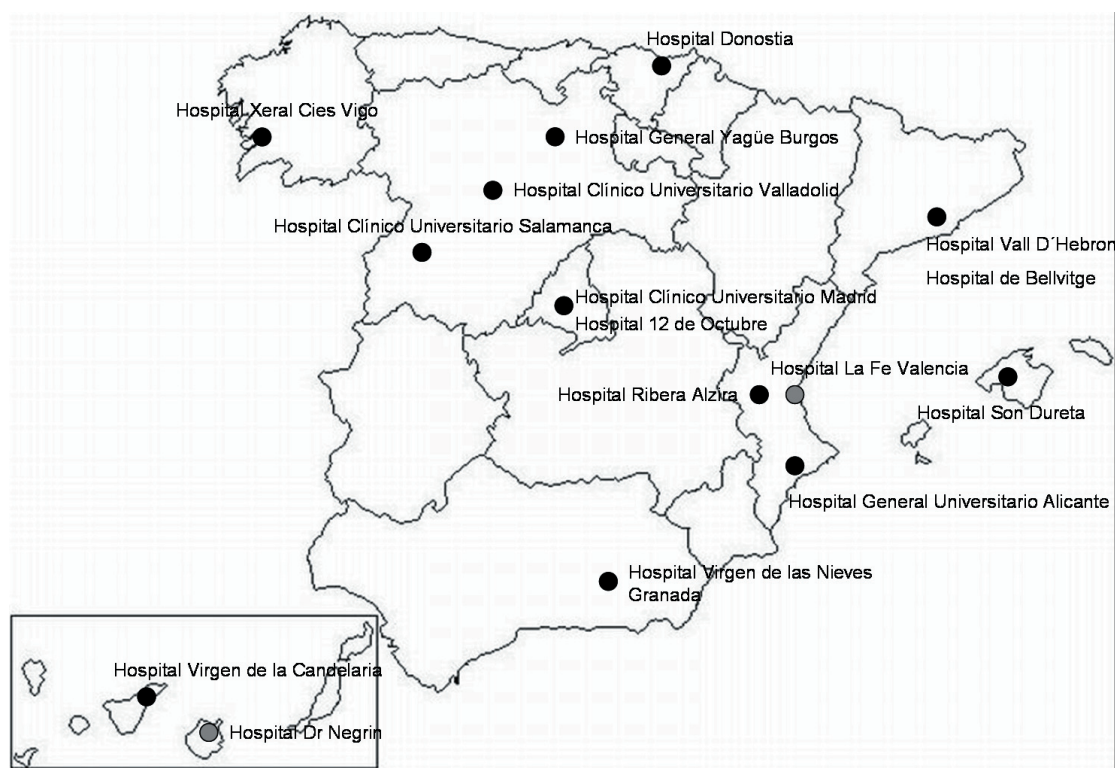 Hospital Donostia
Hospital Xeral Cies Vigo
Hospital General Yagüe Burgos
Hospital Clínico Universitario Valladolid
Hospital Clínico Universitario Salamanca
Hospital Vall D´Hebron
Hospital de Bellvitge
Hospital Clínico Universitario Madrid
Hospital 12 de Octubre
Hospital La Fe Valencia
Hospital Ribera Alzira
Hospital Son Dureta
Hospital General Universitario Alicante
Hospital Virgen de las Nieves
Granada
Hospital Virgen de la Candelaria
Hospital Dr Negrin